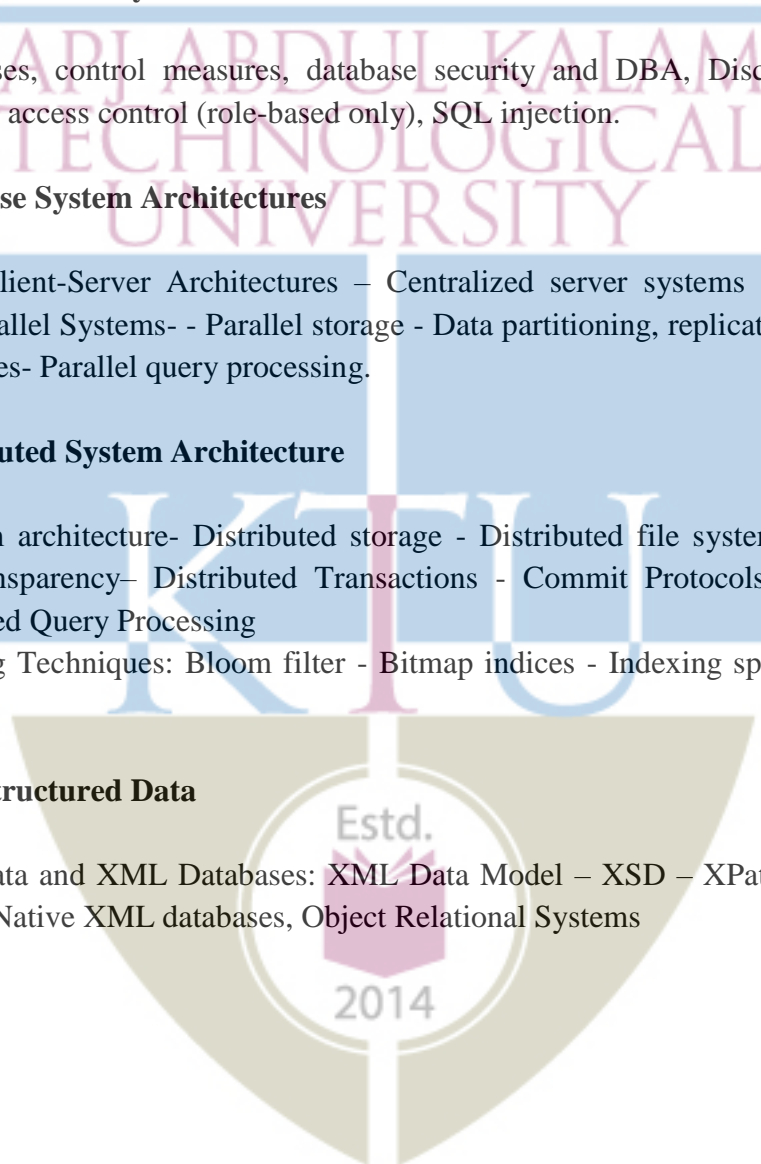 APJ ABDUL KALAM
ses, control measures, database security and DBA, Disc
access control (role-based only), SQL injection.
TECHNOLOGICAL
se System Architectures
UNIVERSITY
lient-Server Architectures – Centralized server systems
allel Systems- - Parallel storage - Data partitioning, replicat
es- Parallel query processing.
uted System Architecture
n architecture- Distributed storage - Distributed file system
nsparency– Distributed Transactions - Commit Protocols
ed Query Processing
g Techniques: Bloom filter - Bitmap indices - Indexing sp
KTU
tructured Data
Estd.
ata and XML Databases: XML Data Model – XSD – XPat
Native XML databases, Object Relational Systems
2014